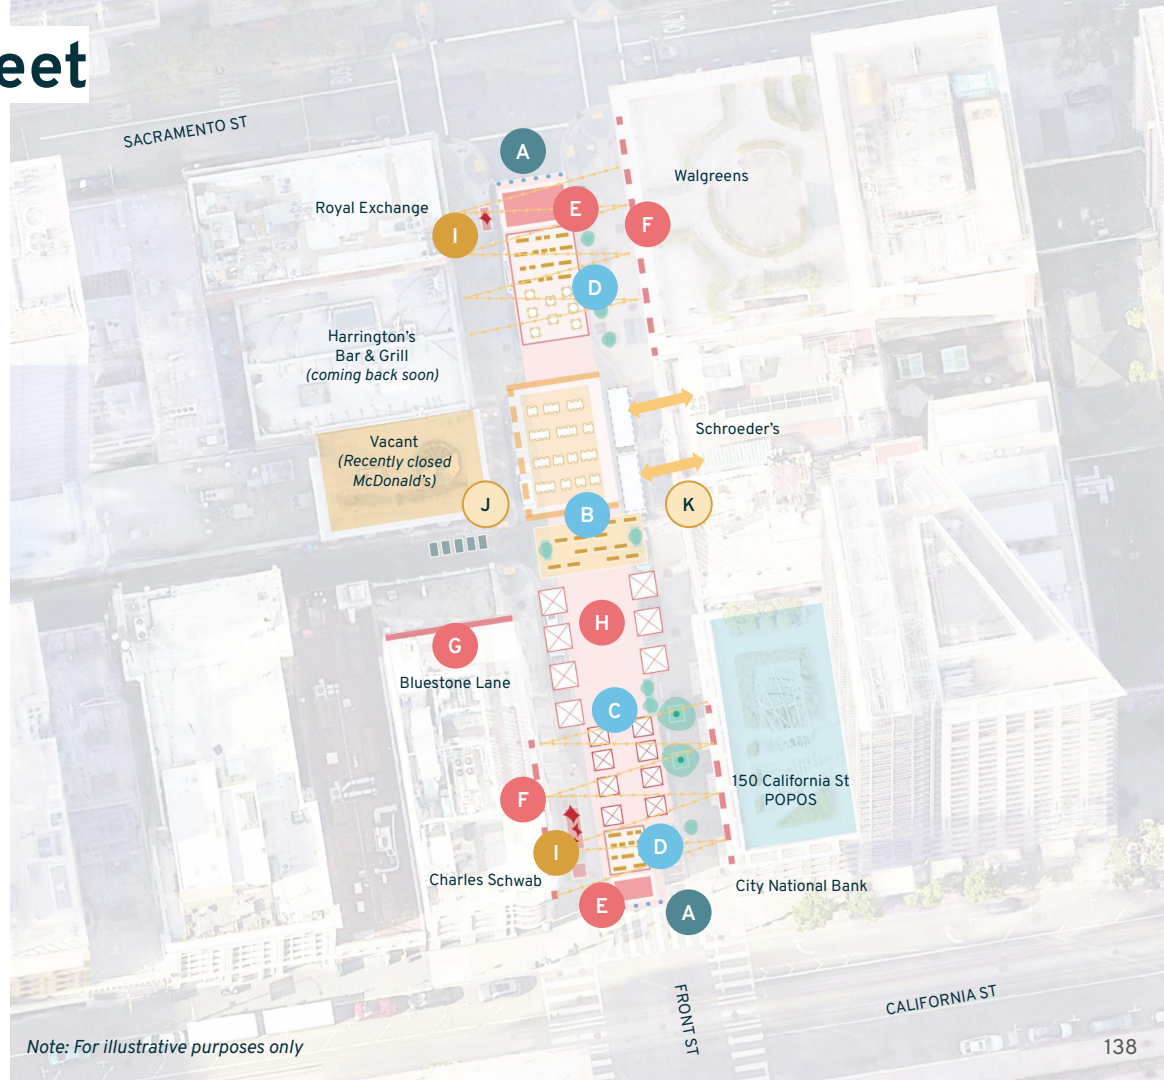 eet
SACRAMENTO ST
A
Walgreens
Royal Exchange
E
F
I
D
Harrington's
Bar & Grill
(coming back soon)
Schroeder's
Vacant
(Recently closed
McDonald's)
J
K
B
H
G
Bluestone Lane
C
150 California St
POPOS
F
I
D
Charles Schwab
City National Bank
E
A
FRONT ST
CALIFORNIA ST
Note: For illustrative purposes only
138